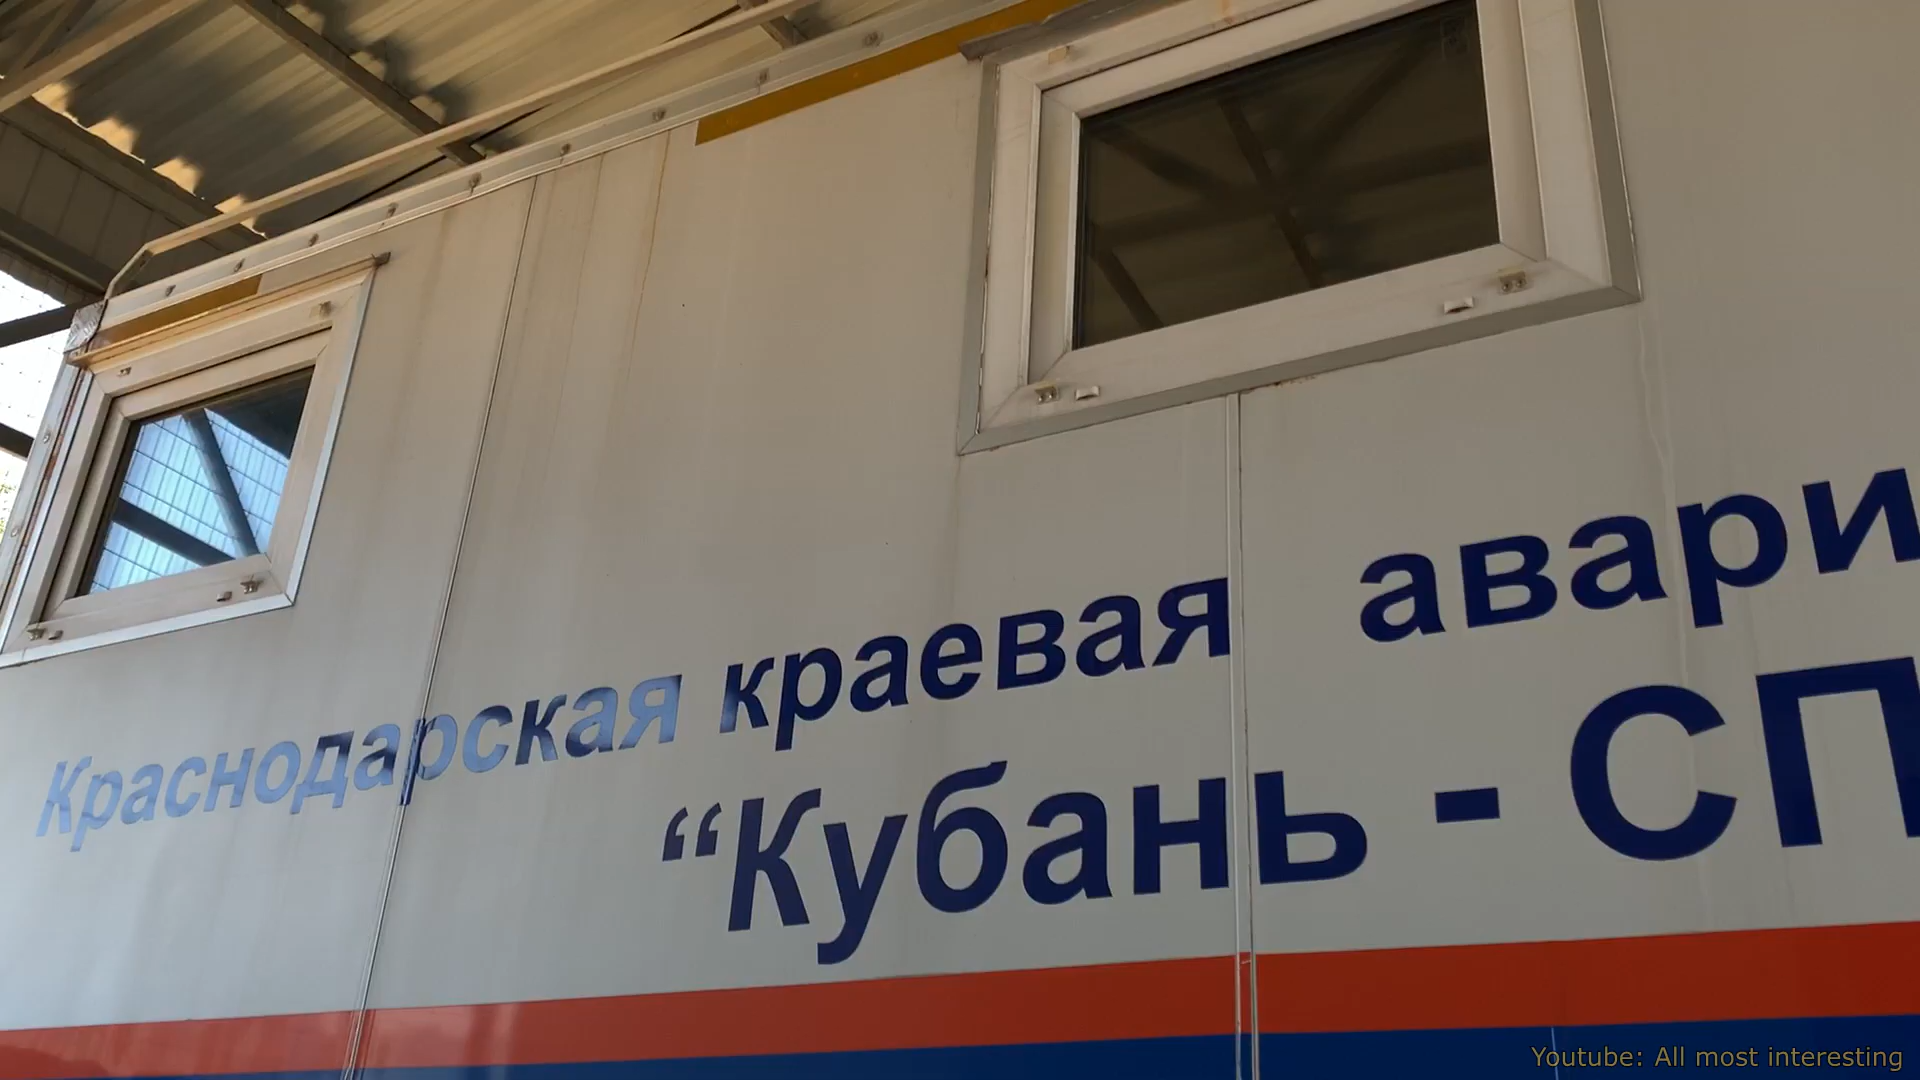 Краснодарская краевая авари
“Кубань - СП
Youtube: All most interesting